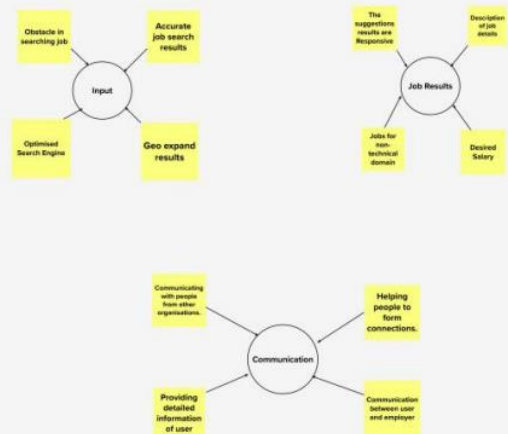 Obstacle in
searching job
Accurate
job search
results
Input
Optimised
Search Engine
Geo expand
results
The
suggestions
results are
Responsive
Description
of job
details
Job Results
Jobs for
non-
technical
domain
Desired
Salary
Communicating
with people
from other
organisations.
Helping
people to
form
connections.
Communication
Providing
detailed
information
of user
Communication
between user
and employer